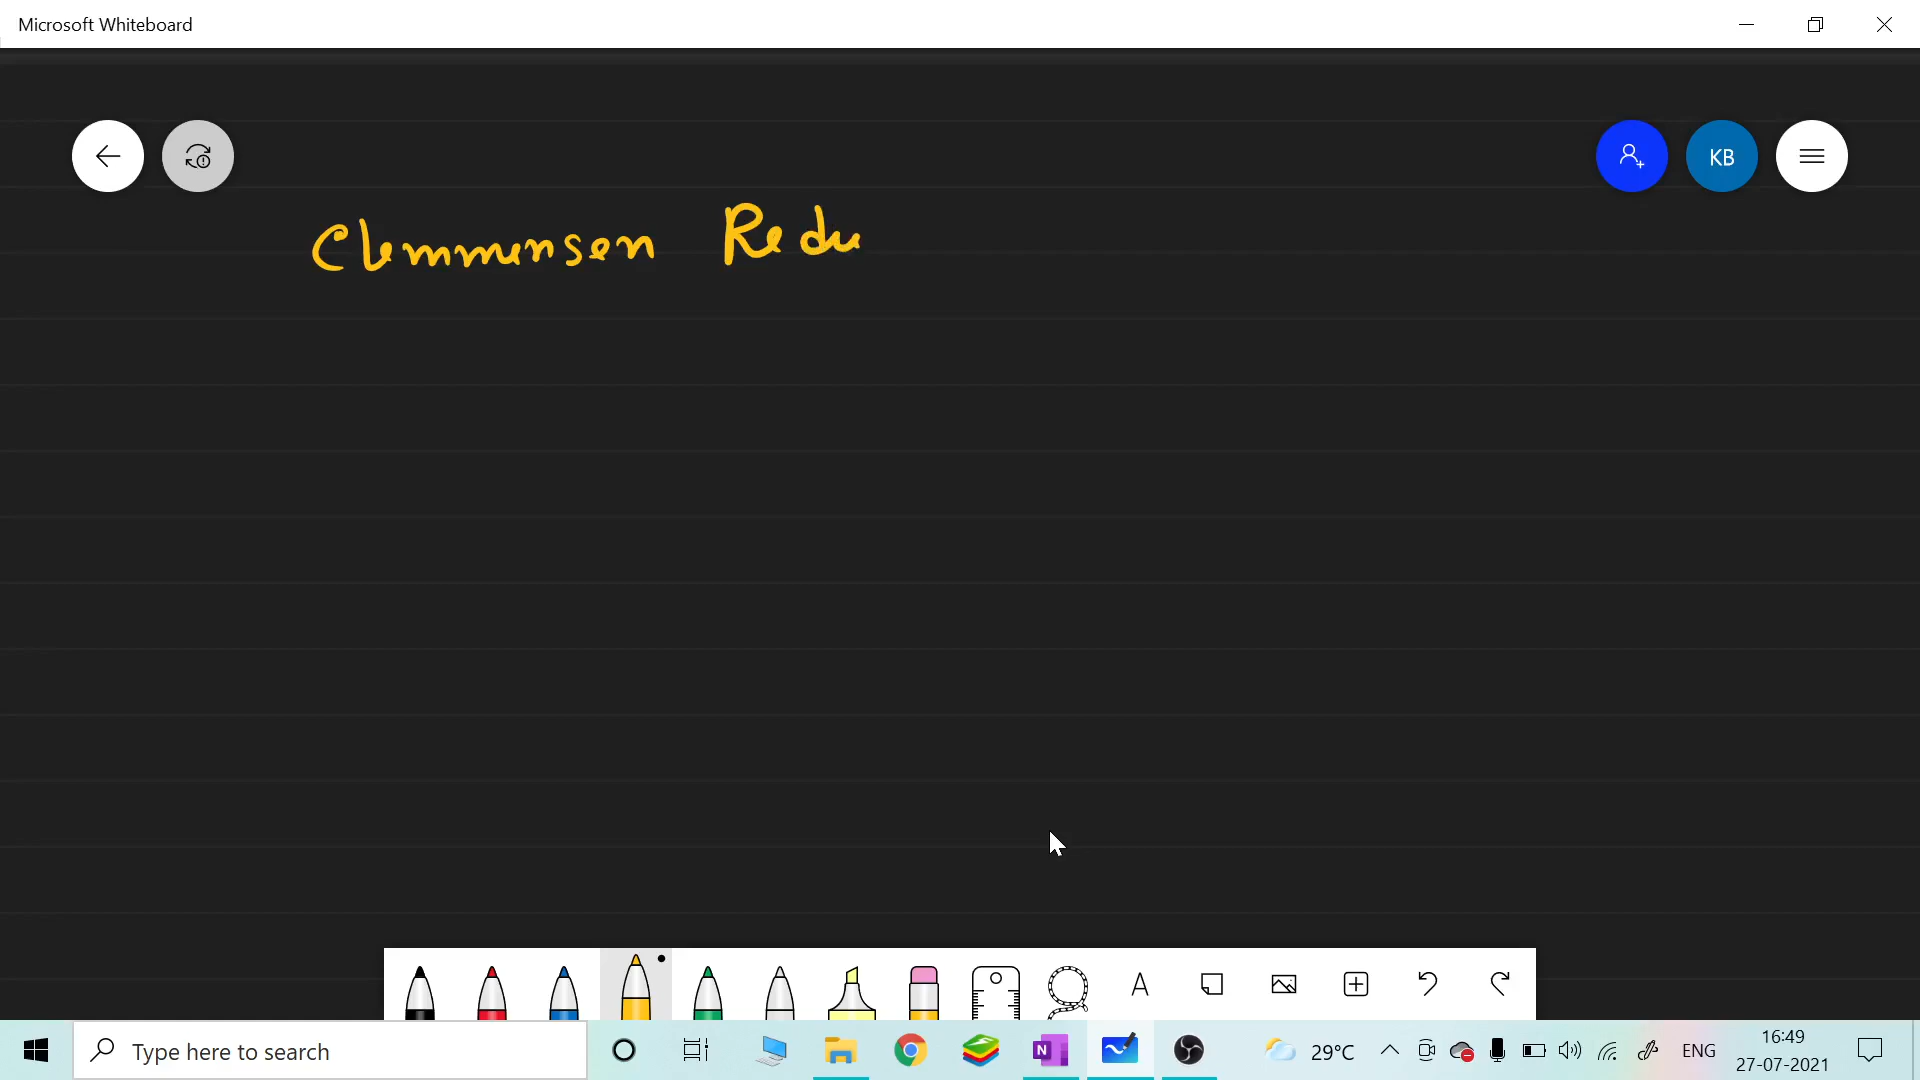 Microsoft Whiteboard
KB
Clemmensen Redu
A
N
Type here to search
29°C
ENG
16:49
27-07-2021